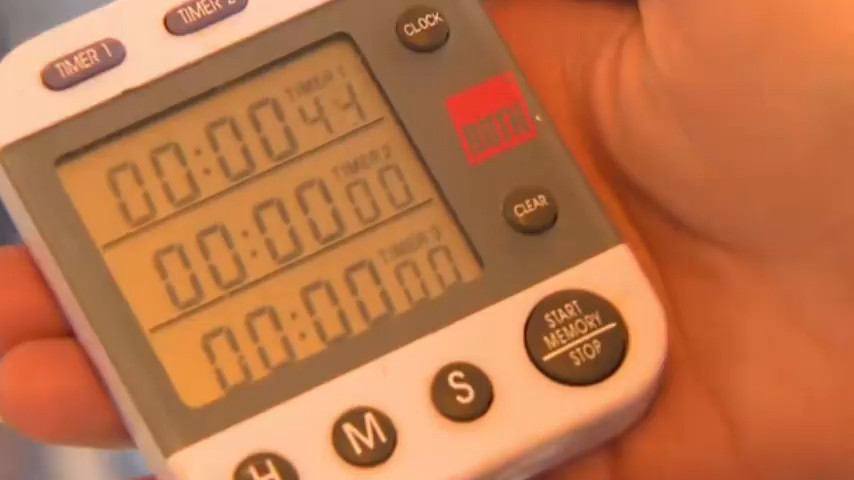 TIMER 1
TIMER 2
CLOCK
TIMER 1
00:00 44
TIMER 2
00:00 00
TIMER 3
00:00 00
ROTH
CLEAR
START
MEMORY
STOP
H
M
S